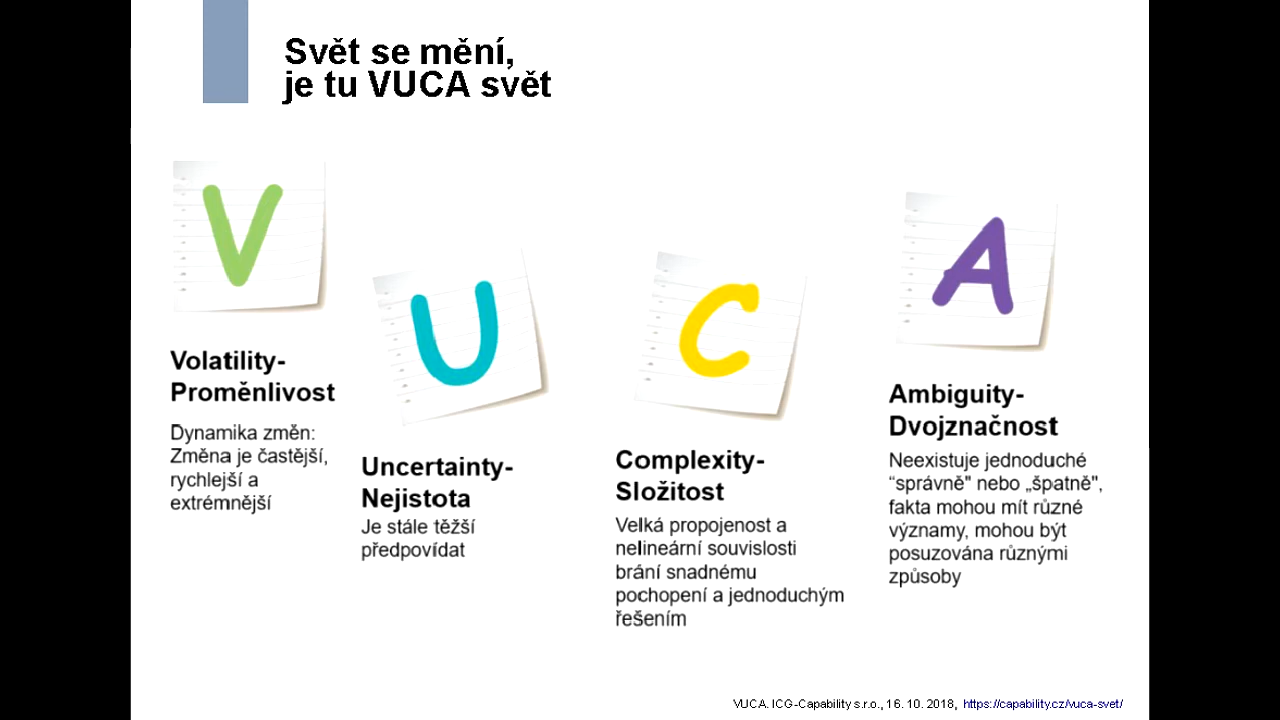 Svět se mění,
je tu VUCA svět
V
U
C
A
Volatility-
Proměnlivost
Dynamika změn:
Změna je častější,
rychlejší a
extrémnější
Uncertainty-
Nejistota
Je stále těžší
předpovídat
Complexity-
Složitost
Velká propojenost a
nelineární souvislosti
brání snadnému
pochopení a jednoduchým
řešením
Ambiguity-
Dvojznačnost
Neexistuje jednoduché
“správně" nebo „špatně",
fakta mohou mít různé
významy, mohou být
posuzována různými
způsoby
VUCA. ICG-Capability s.r.o., 16. 10. 2018, https://capability.cz/vuca-svet/